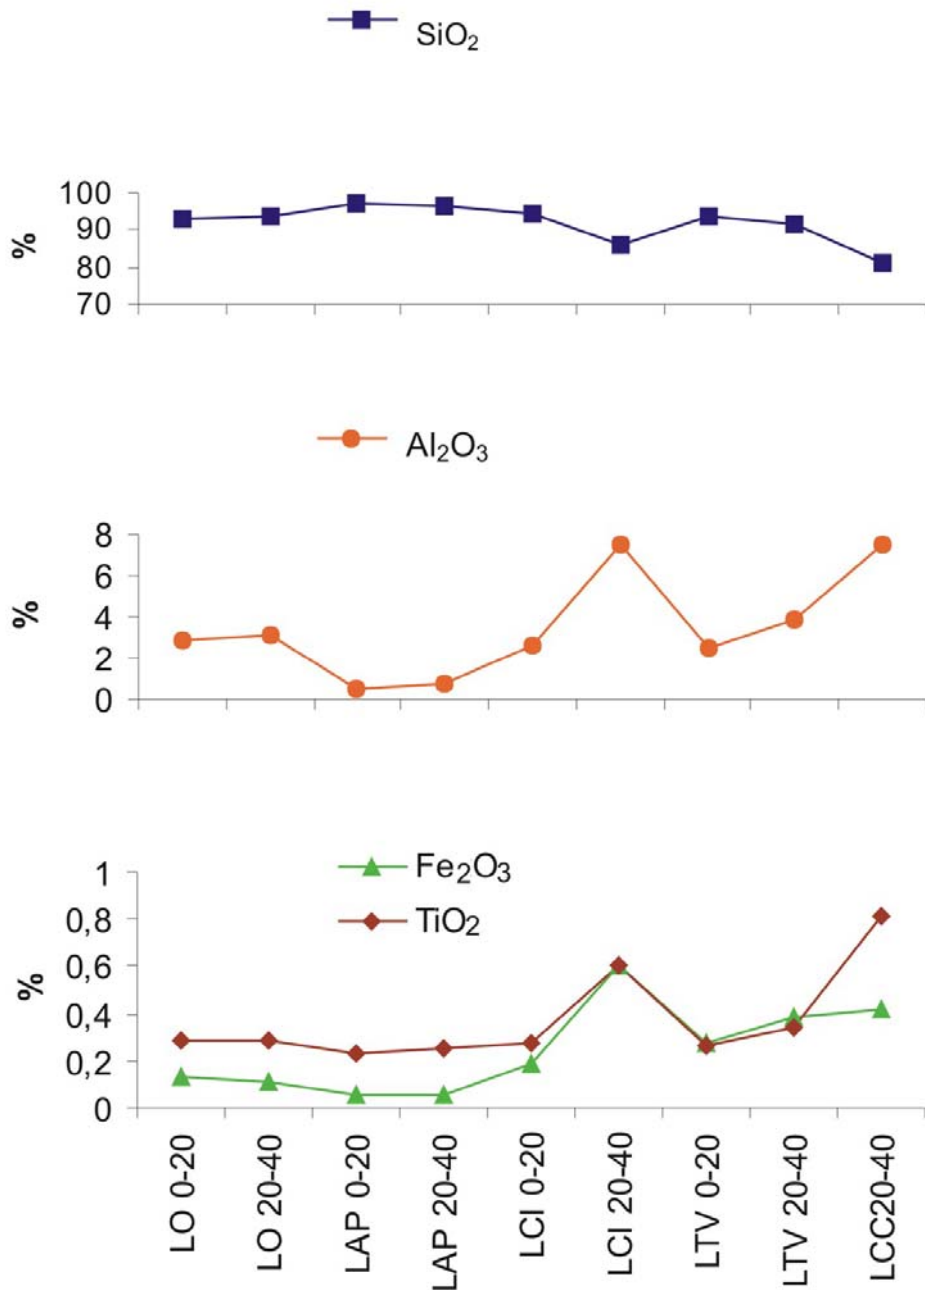 SiO₂
100
90
80
70
%
Al₂O₃
8
6
4
2
0
%
Fe₂O₃
TiO₂
1
0,8
0,6
0,4
0,2
0
%
LO 0-20
LO 20-40
LAP 0-20
LAP 20-40
LCI 0-20
LCI 20-40
LTV 0-20
LTV 20-40
LCC20-40